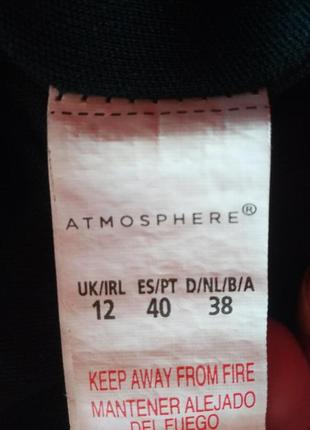 ATMOSPHERE®
UK/IRL ES/PT D/NL/B/A
12 40 38
KEEP AWAY FROM FIRE
MANTENER ALEJADO
DEL FUEGO